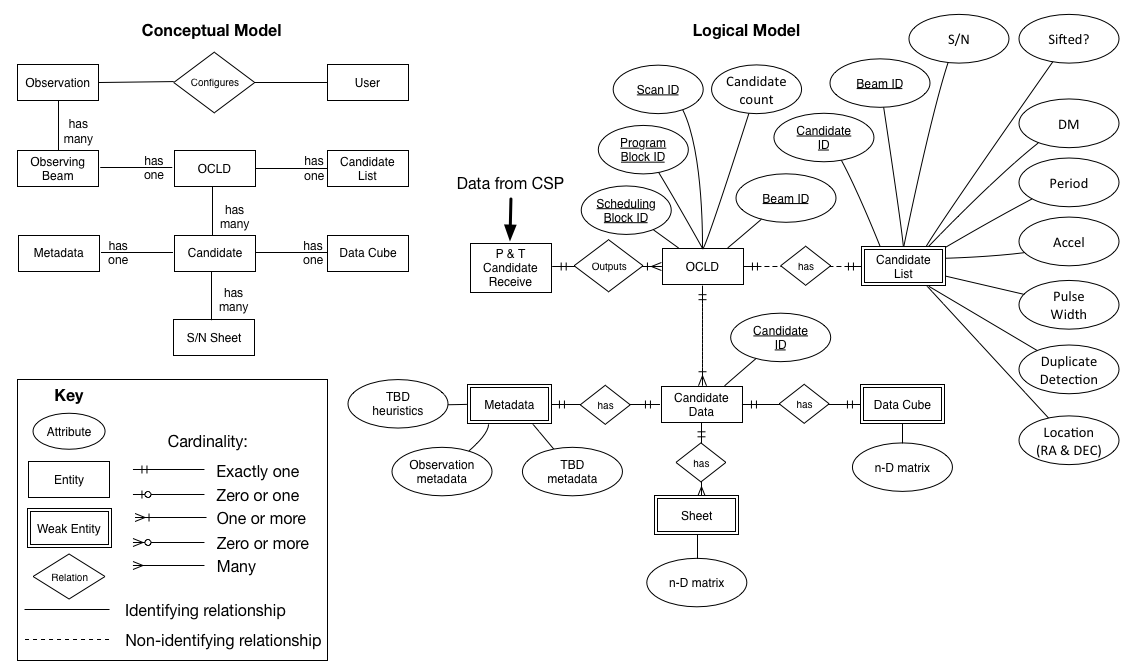 Conceptual Model
Observation
Configures
User
has
many
Observing
Beam
has
one
OCLD
has
one
Candidate
List
has
many
Metadata
has
one
Candidate
has
one
Data Cube
has
many
S/N Sheet
Key
Attribute
Entity
Weak Entity
Relation
Cardinality:
Exactly one
Zero or one
One or more
Zero or more
Many
Identifying relationship
Non-identifying relationship
Logical Model
Data from CSP
P & T
Candidate
Receive
Outputs
OCLD
Scheduling
Block ID
Program
Block ID
Scan ID
Candidate
count
Beam ID
has
Candidate
List
Candidate
ID
Beam ID
S/N
Sifted?
DM
Period
Accel
Pulse
Width
Duplicate
Detection
Location
(RA & DEC)
Candidate
ID
TBD
heuristics
Metadata
has
Candidate
Data
has
Data Cube
Observation
metadata
TBD
metadata
has
n-D matrix
Sheet
n-D matrix